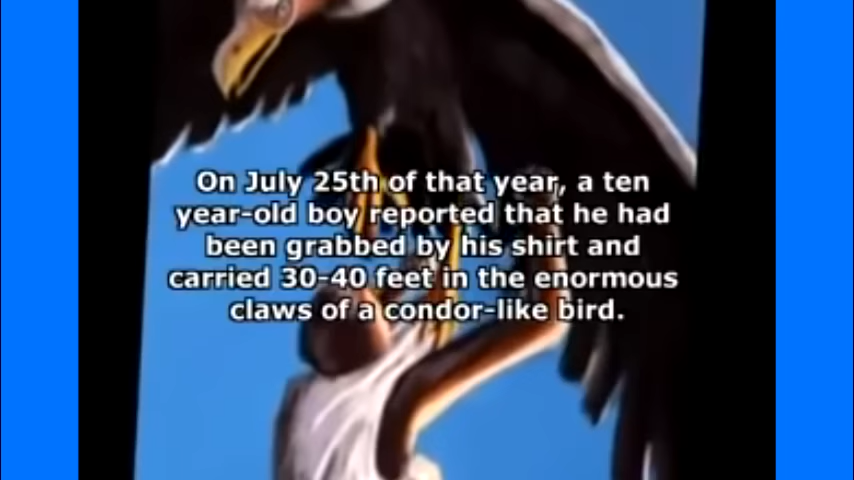 On July 25th of that year, a ten
year-old boy reported that he had
been grabbed by his shirt and
carried 30-40 feet in the enormous
claws of a condor-like bird.